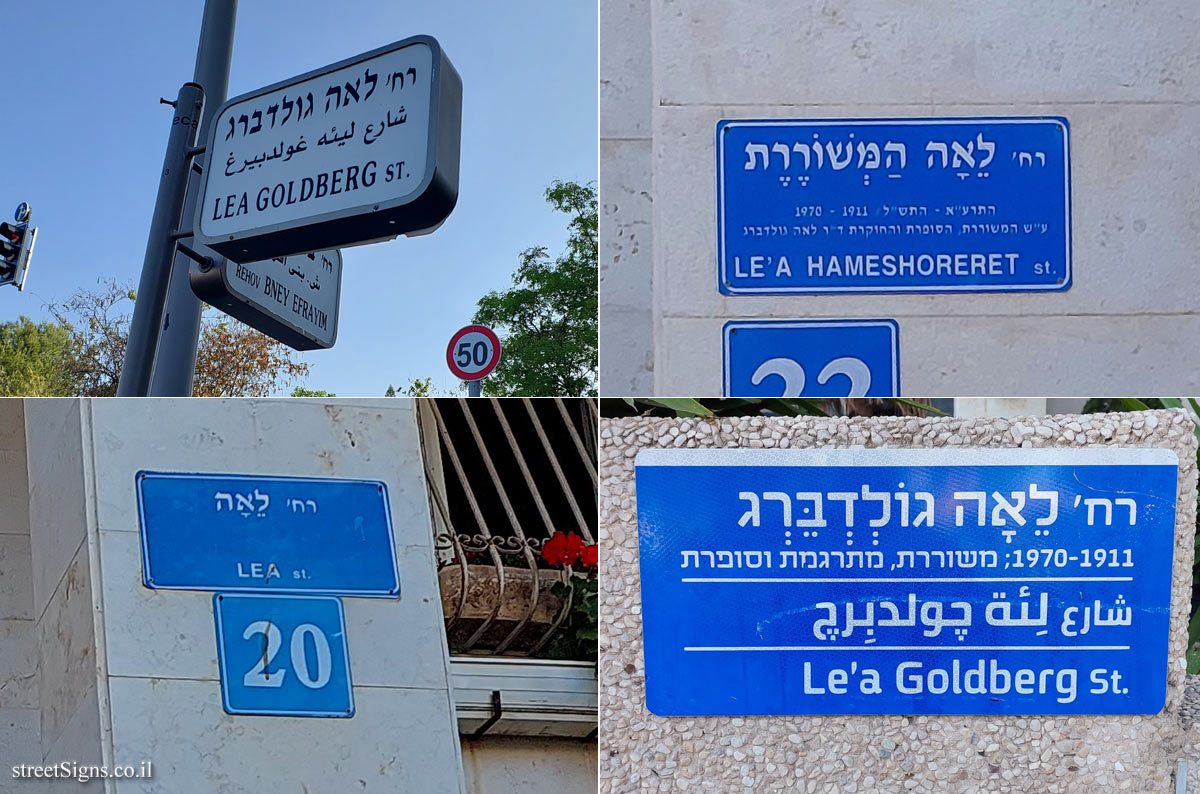 רח' לאה גולדברג
شارع ليئه غولدبيرغ
LEA GOLDBERG ST.
REHOV BNEY EFRAYIM
50
רח' לֵאָה הַמְּשׁוֹרֶרֶת
התרע"א - התש"ל 1911 - 1970
ע"ש המשוררת, הסופרת והחוקרת ד"ר לאה גולדברג
LE'A HAMESHORERET st.
22
רח' לֵאָה
LEA st.
20
רח' לֵאָה גוֹלְדְבֵּרְג
1970-1911; משוררת, מתרגמת וסופרת
شارع لِئة چولدبَرچ
Le'a Goldberg St.
streetSigns.co.il